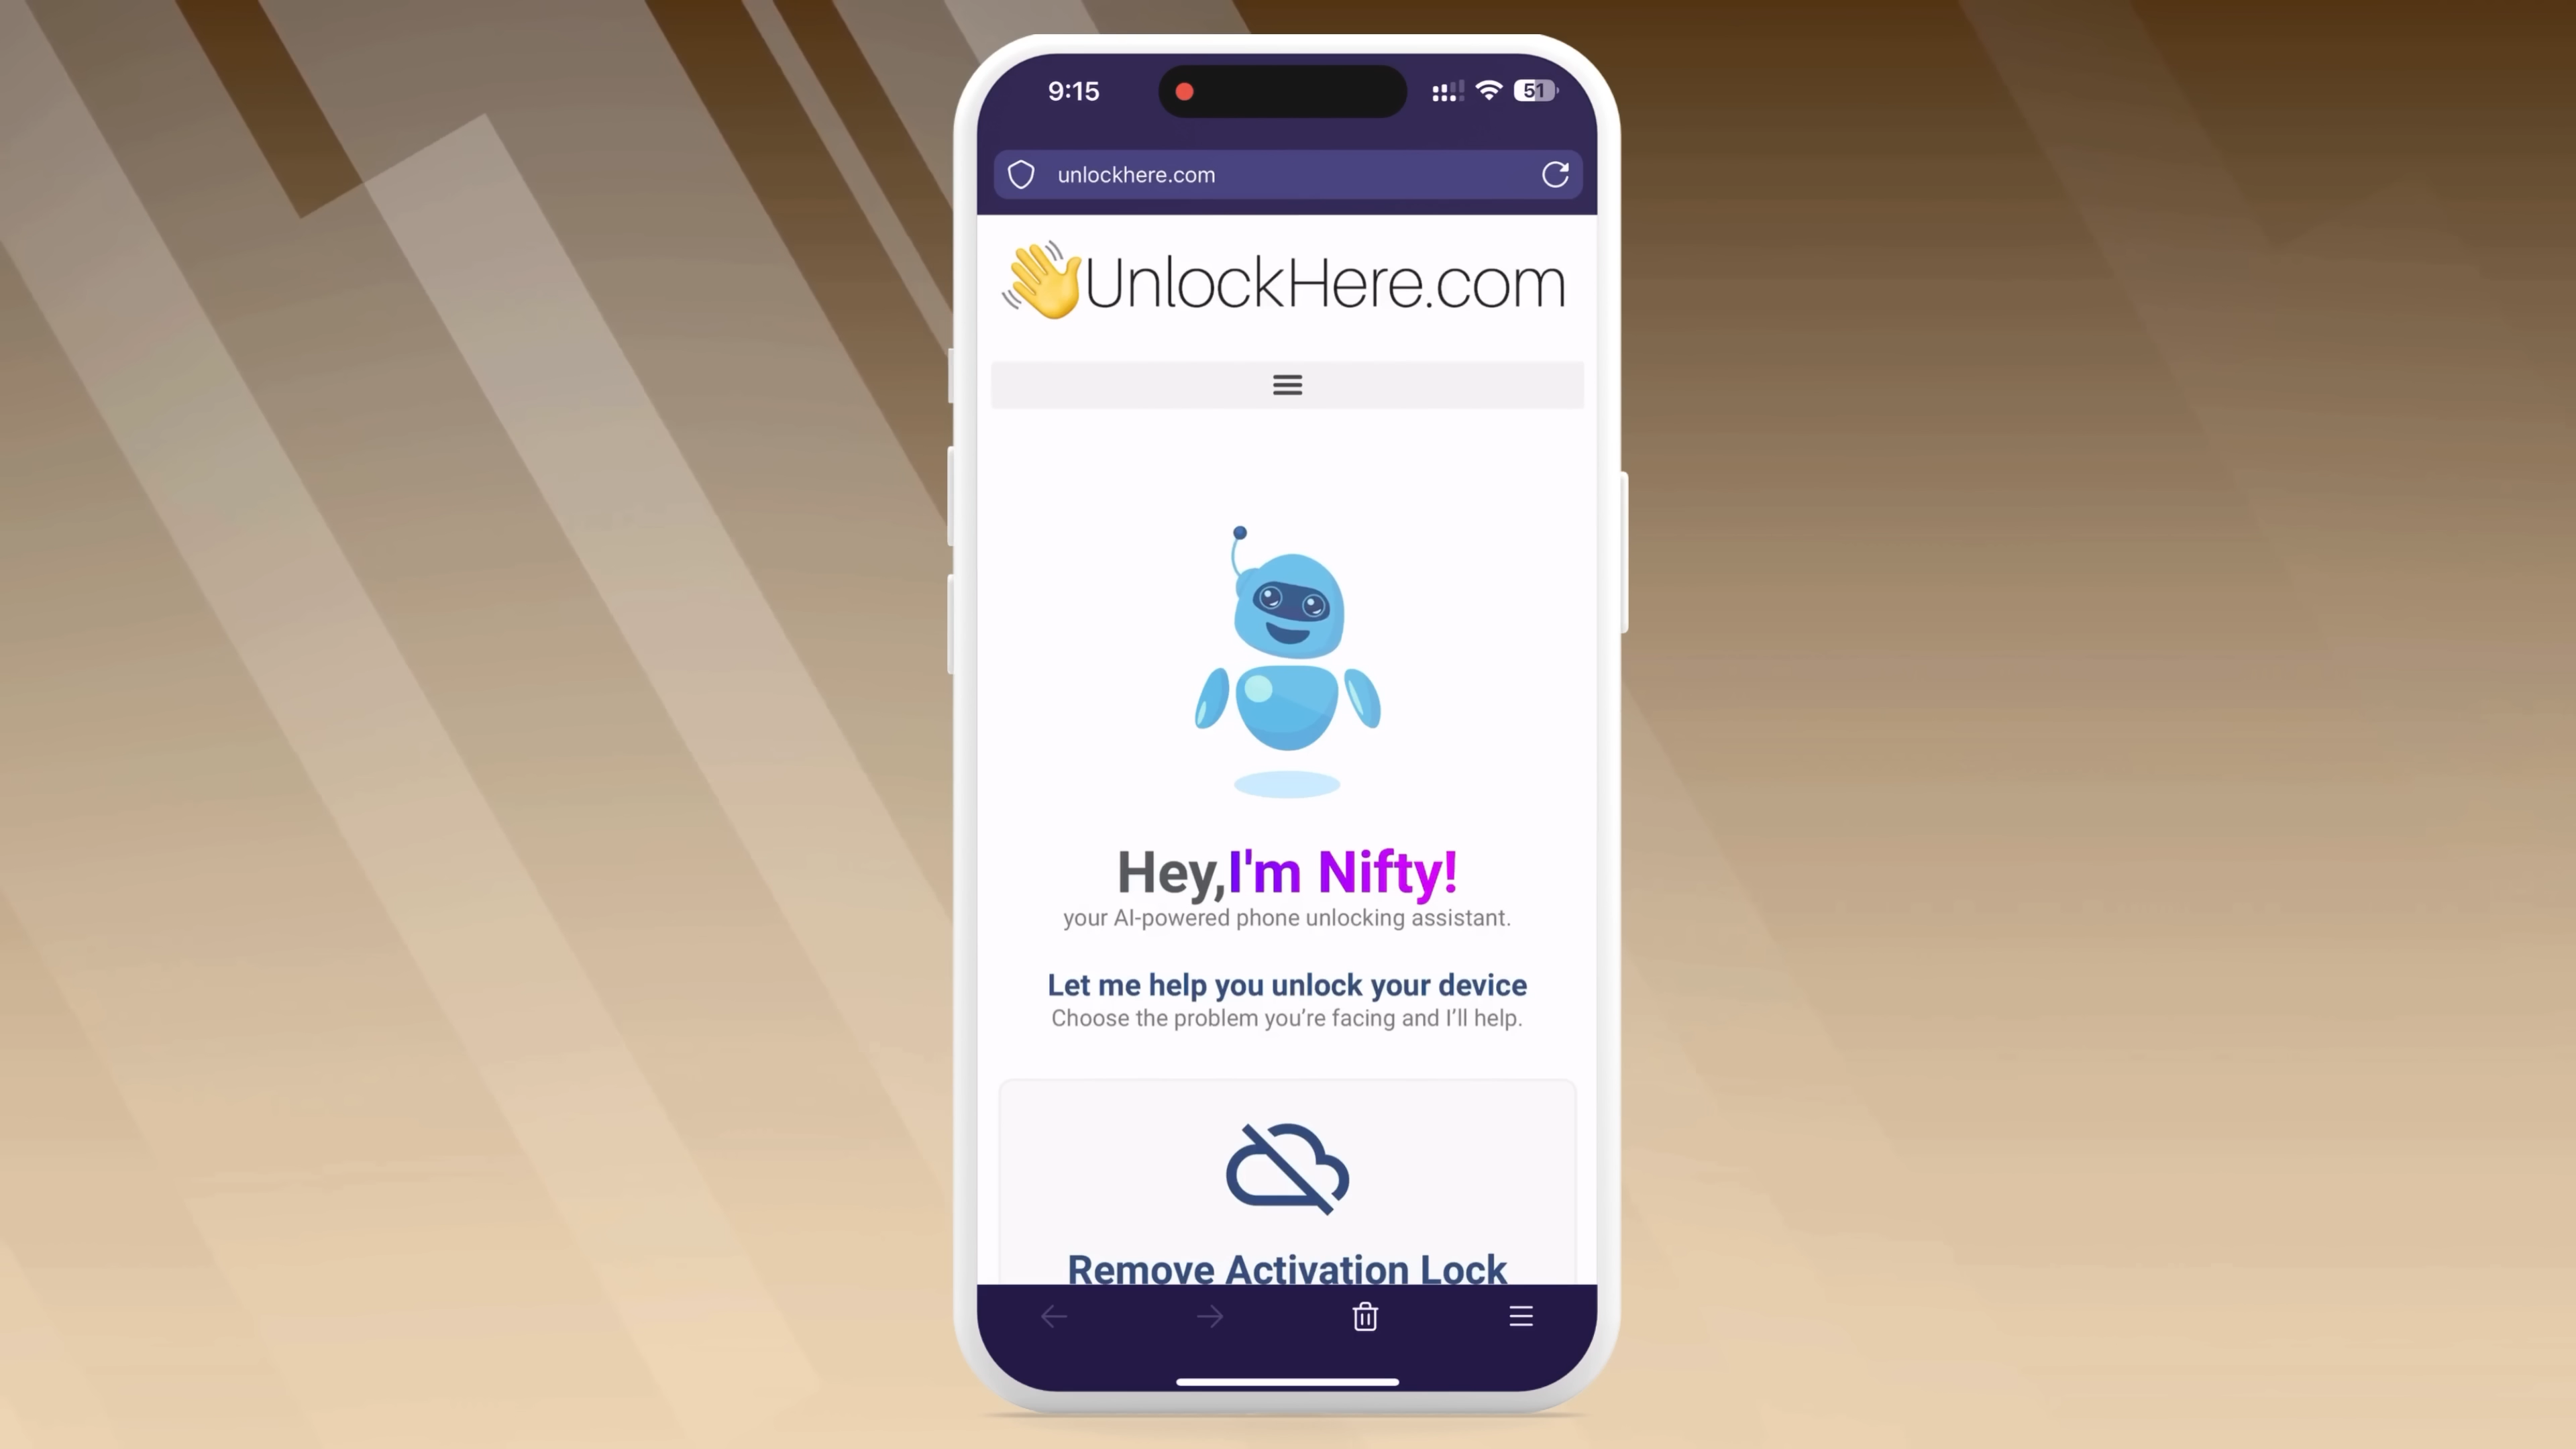 9:15
51
unlockhere.com
UnlockHere.com
Hey,I'm Nifty!
your AI-powered phone unlocking assistant.
Let me help you unlock your device
Choose the problem you’re facing and I’ll help.
Remove Activation Lock